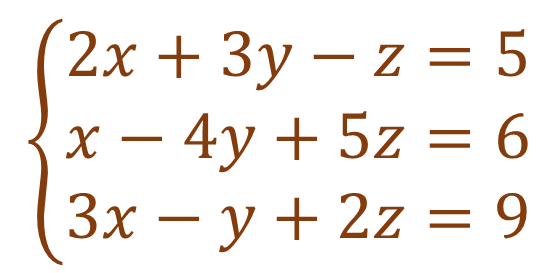 2x + 3y − z = 5
x − 4y + 5z = 6
3x − y + 2z = 9